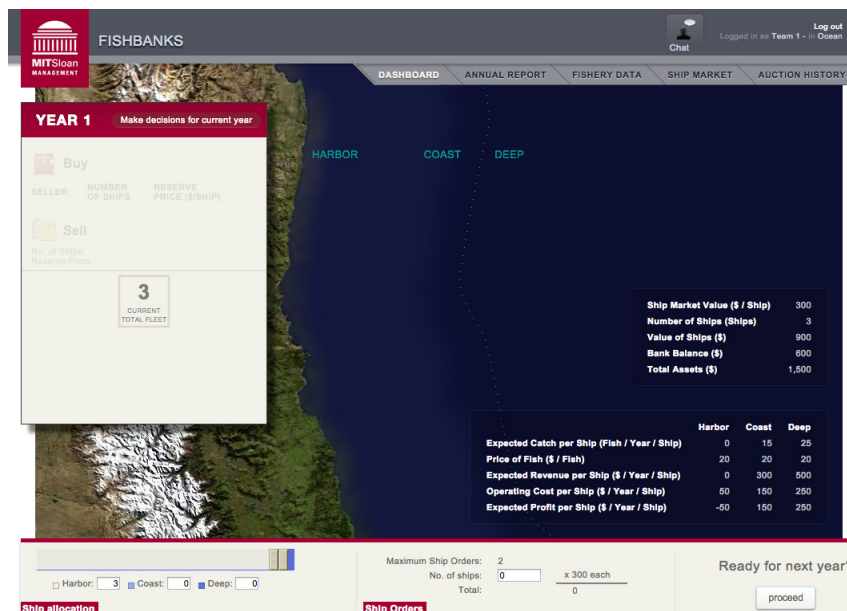 MITSloan
MANAGEMENT
FISHBANKS
Chat
Log out
Logged in as Team 1 - in Ocean
DASHBOARD ANNUAL REPORT FISHERY DATA SHIP MARKET AUCTION HISTORY
YEAR 1 Make decisions for current year
Buy
SELLER NUMBER OF SHIPS RESERVE PRICE ($/SHIP)
Sell
No. of Ships:
Reserve Price:
3
CURRENT
TOTAL FLEET
HARBOR COAST DEEP
Ship Market Value ($ / Ship) 300
Number of Ships (Ships) 3
Value of Ships ($) 900
Bank Balance ($) 600
Total Assets ($) 1,500
Harbor Coast Deep
Expected Catch per Ship (Fish / Year / Ship) 0 15 25
Price of Fish ($ / Fish) 20 20 20
Expected Revenue per Ship ($ / Year / Ship) 0 300 500
Operating Cost per Ship ($ / Year / Ship) 50 150 250
Expected Profit per Ship ($ / Year / Ship) -50 150 250
Harbor: 3 Coast: 0 Deep: 0
Ship allocation
Maximum Ship Orders: 2
No. of ships: 0 x 300 each
Total: 0
Ship Orders
Ready for next year?
proceed